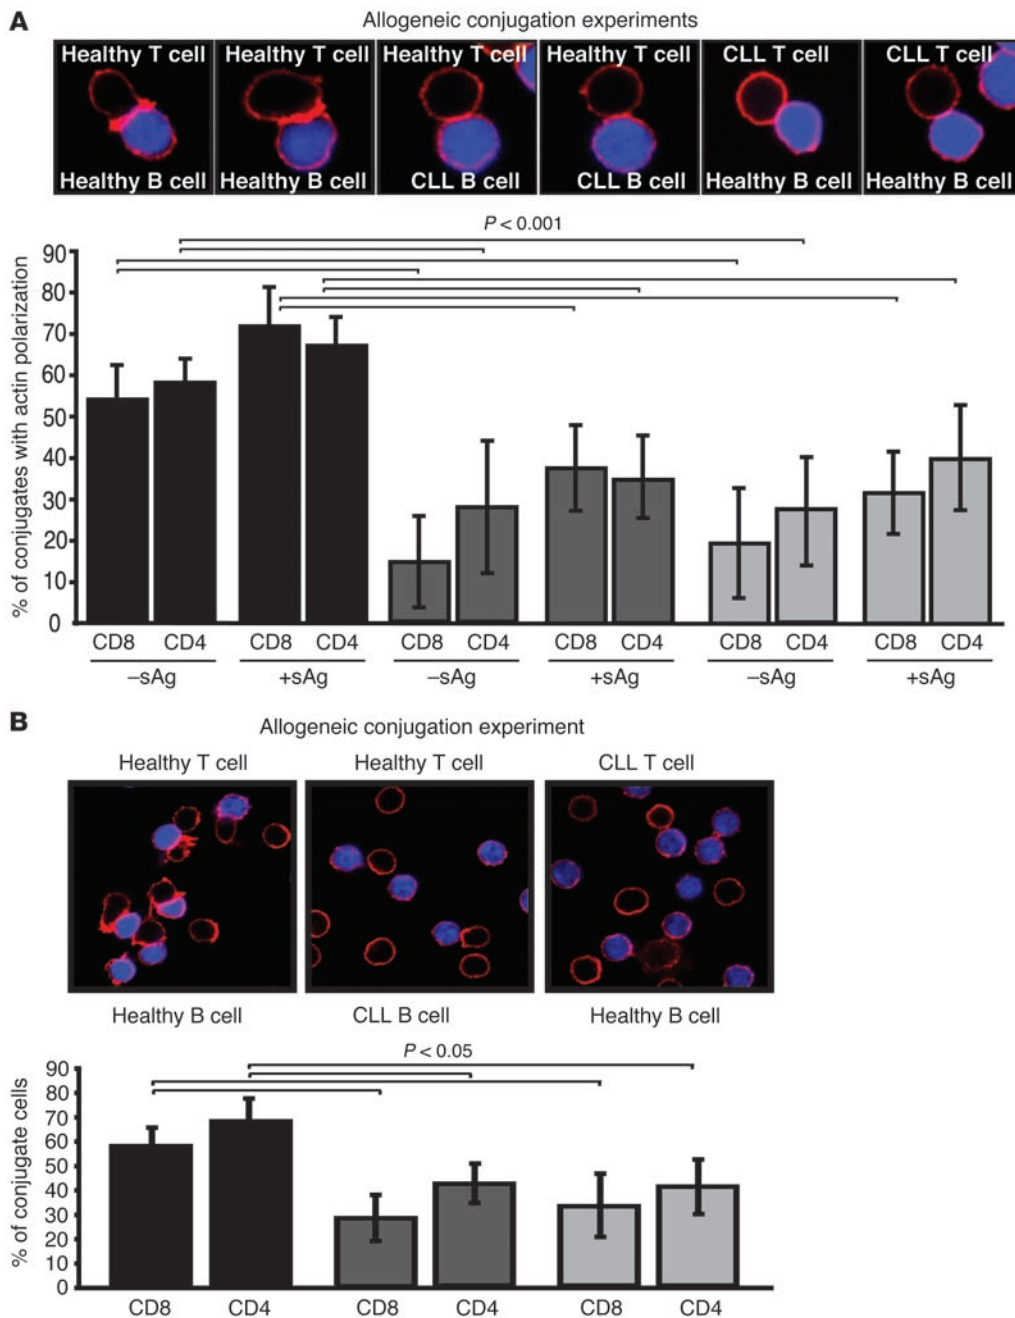 A
Allogeneic conjugation experiments
Healthy T cell Healthy T cell Healthy T cell Healthy T cell CLL T cell CLL T cell
Healthy B cell Healthy B cell CLL B cell CLL B cell Healthy B cell Healthy B cell
P < 0.001
% of conjugates with actin polarization
90
80
70
60
50
40
30
20
10
0
CD8 CD4 CD8 CD4 CD8 CD4 CD8 CD4 CD8 CD4 CD8 CD4
–sAg +sAg –sAg +sAg –sAg +sAg
B
Allogeneic conjugation experiment
Healthy T cell Healthy T cell CLL T cell
Healthy B cell CLL B cell Healthy B cell
P < 0.05
% of conjugate cells
90
80
70
60
50
40
30
20
10
0
CD8 CD4 CD8 CD4 CD8 CD4